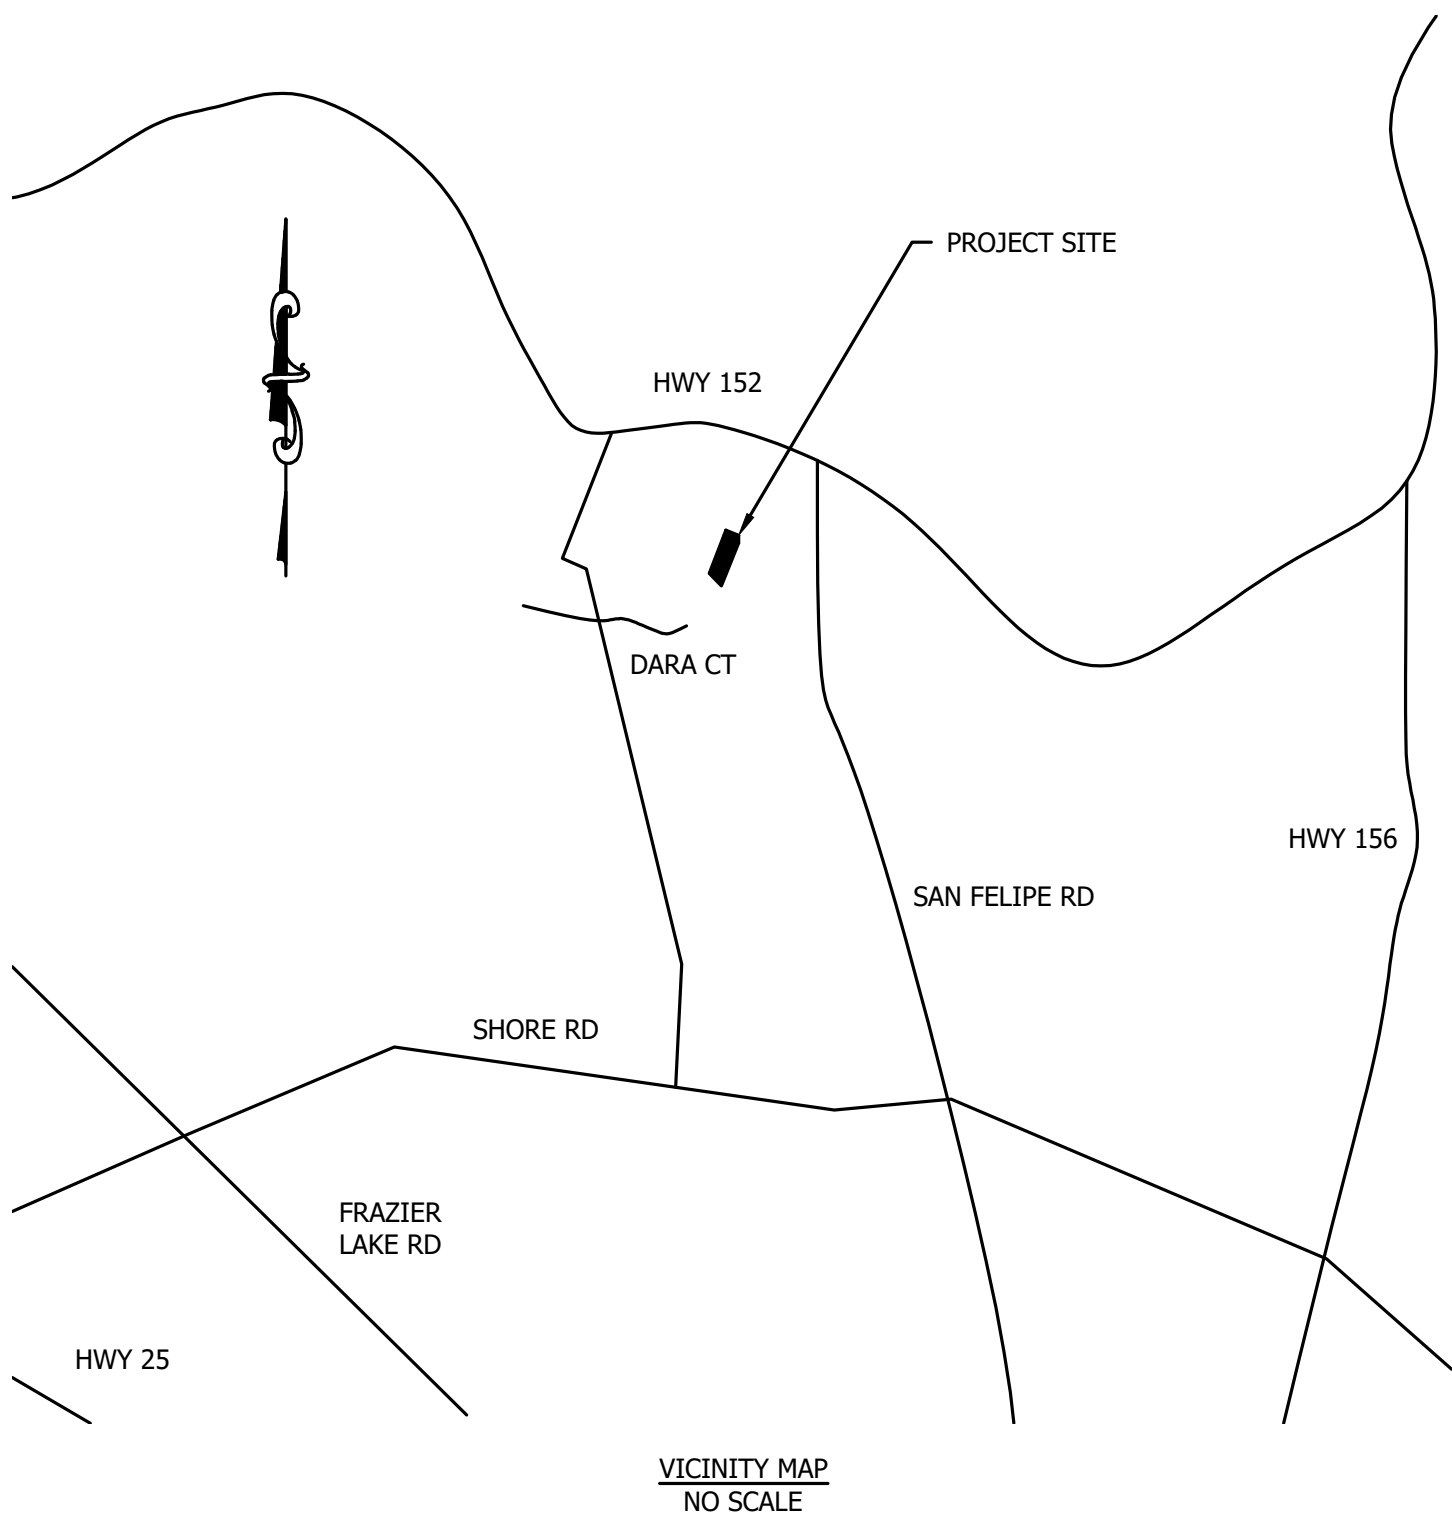 PROJECT SITE
HWY 152
DARA CT
HWY 156
SAN FELIPE RD
SHORE RD
FRAZIER
LAKE RD
HWY 25
VICINITY MAP
NO SCALE